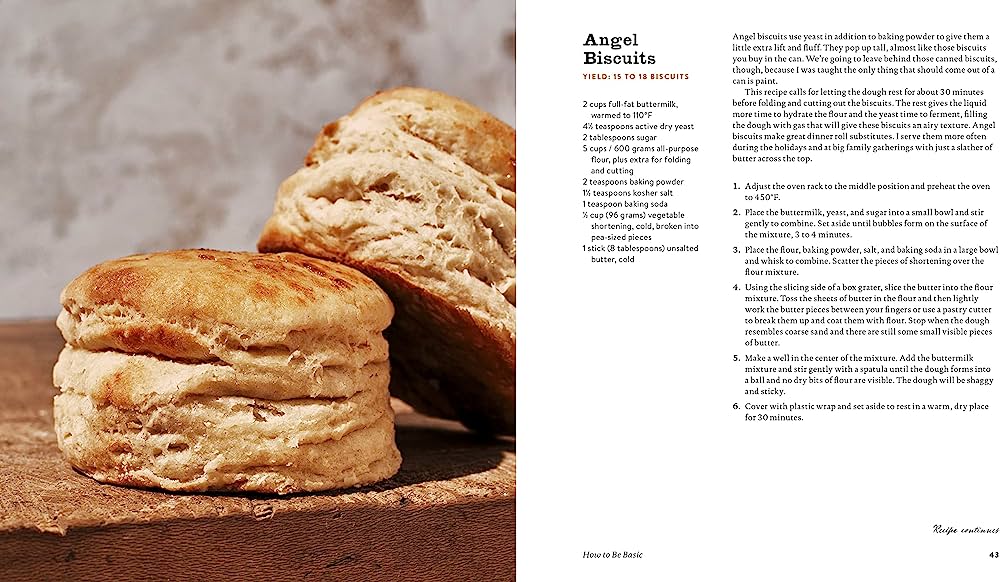 Angel
Biscuits
YIELD: 15 TO 18 BISCUITS
2 cups full-fat buttermilk,
warmed to 110°F
4½ teaspoons active dry yeast
2 tablespoons sugar
5 cups / 600 grams all-purpose
flour, plus extra for folding
and cutting
2 teaspoons baking powder
1½ teaspoons kosher salt
1 teaspoon baking soda
½ cup (96 grams) vegetable
shortening, cold, broken into
pea-sized pieces
1 stick (8 tablespoons) unsalted
butter, cold
Angel biscuits use yeast in addition to baking powder to give them a
little extra lift and fluff. They pop up tall, almost like those biscuits
you buy in the can. We're going to leave behind those canned biscuits,
though, because I was taught the only thing that should come out of a
can is paint.
This recipe calls for letting the dough rest for about 30 minutes
before folding and cutting out the biscuits. The rest gives the liquid
more time to hydrate the flour and the yeast time to ferment, filling
the dough with gas that will give these biscuits an airy texture. Angel
biscuits make great dinner roll substitutes. I serve them more often
during the holidays and at big family gatherings with just a slather of
butter across the top.
1. Adjust the oven rack to the middle position and preheat the oven
to 450°F.
2. Place the buttermilk, yeast, and sugar into a small bowl and stir
gently to combine. Set aside until bubbles form on the surface of
the mixture, 3 to 4 minutes.
3. Place the flour, baking powder, salt, and baking soda in a large bowl
and whisk to combine. Scatter the pieces of shortening over the
flour mixture.
4. Using the slicing side of a box grater, slice the butter into the flour
mixture. Toss the sheets of butter in the flour and then lightly
work the butter pieces between your fingers or use a pastry cutter
to break them up and coat them with flour. Stop when the dough
resembles coarse sand and there are still some small visible pieces
of butter.
5. Make a well in the center of the mixture. Add the buttermilk
mixture and stir gently with a spatula until the dough forms into
a ball and no dry bits of flour are visible. The dough will be shaggy
and sticky.
6. Cover with plastic wrap and set aside to rest in a warm, dry place
for 30 minutes.
Recipe continues
How to Be Basic
43